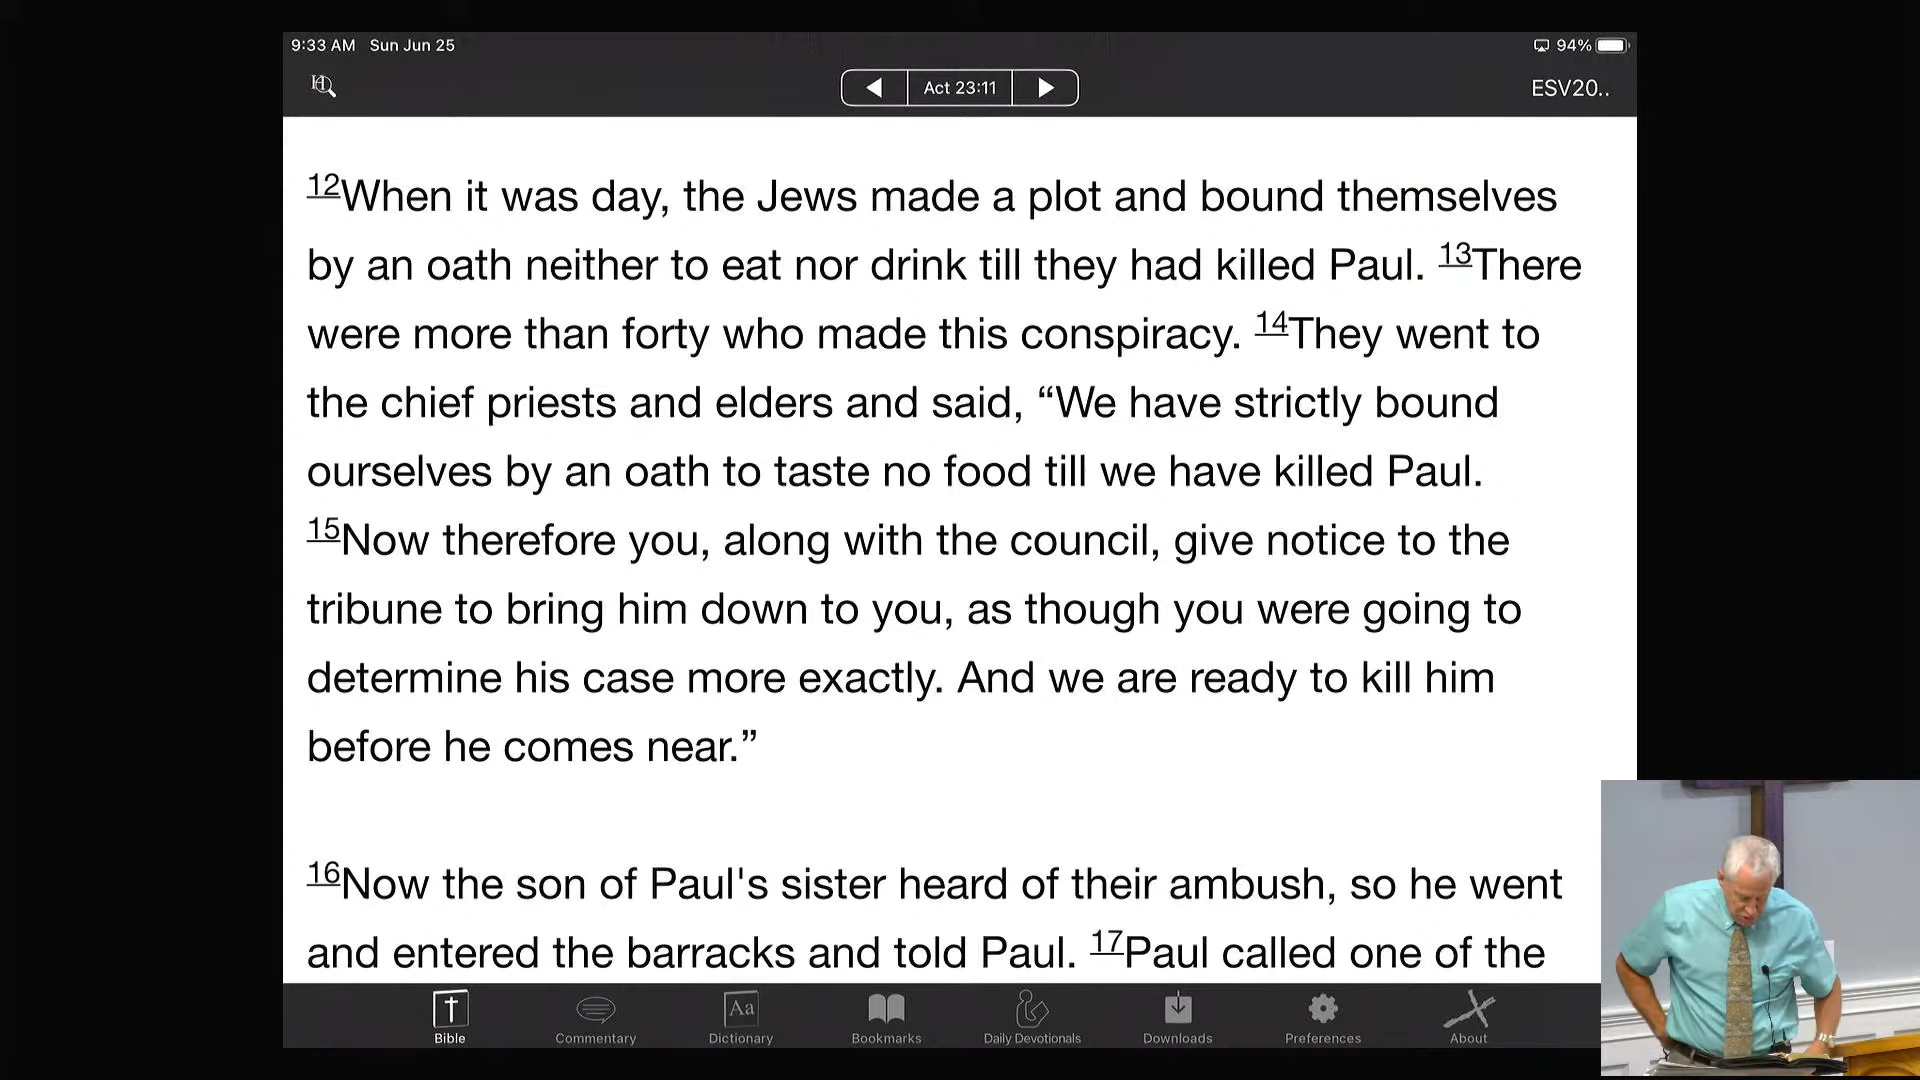 9:33 AM Sun Jun 25
94%
Act 23:11
ESV20..
12When it was day, the Jews made a plot and bound themselves
by an oath neither to eat nor drink till they had killed Paul. 13There
were more than forty who made this conspiracy. 14They went to
the chief priests and elders and said, “We have strictly bound
ourselves by an oath to taste no food till we have killed Paul.
15Now therefore you, along with the council, give notice to the
tribune to bring him down to you, as though you were going to
determine his case more exactly. And we are ready to kill him
before he comes near.”
16Now the son of Paul's sister heard of their ambush, so he went
and entered the barracks and told Paul. 17Paul called one of the
Aa
Bible Commentary Dictionary Bookmarks Daily Devotionals Downloads Preferences About